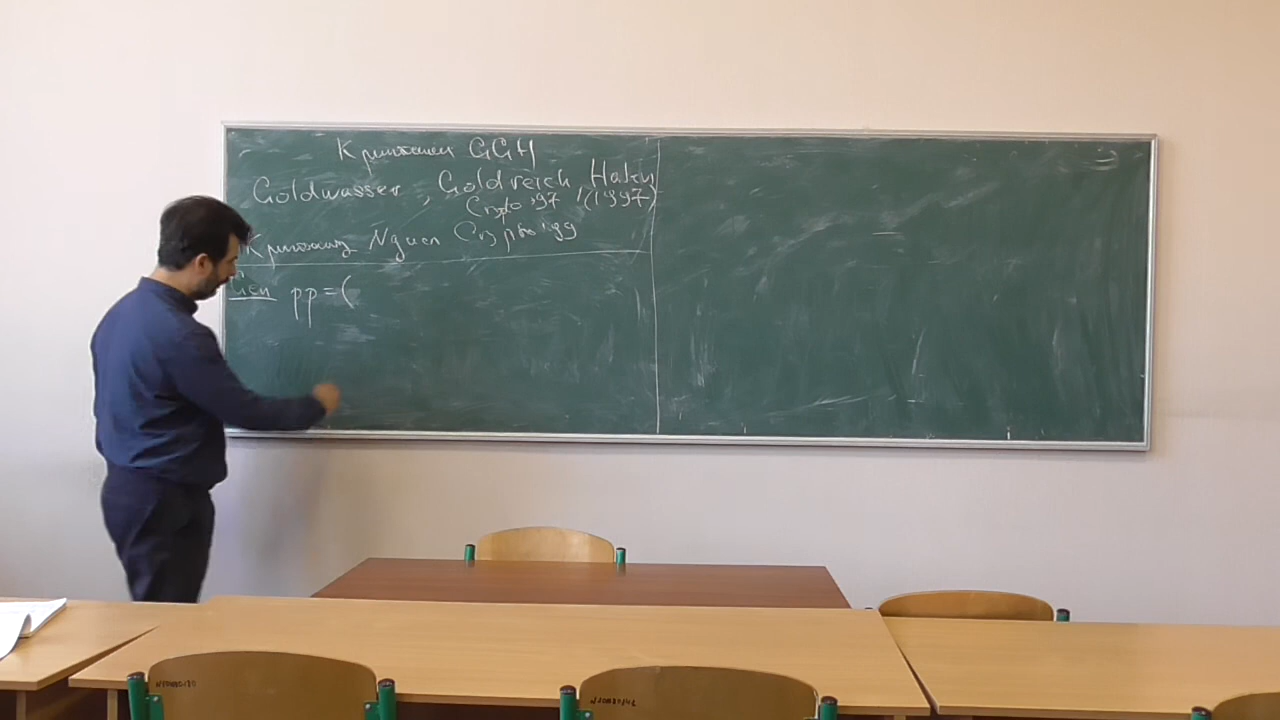 Криптосистема GGH
Goldwasser, Goldreich Halevi
Crypto '97 (1997)
Криптоанализ Nguen Crypto '99
Gen pp = (